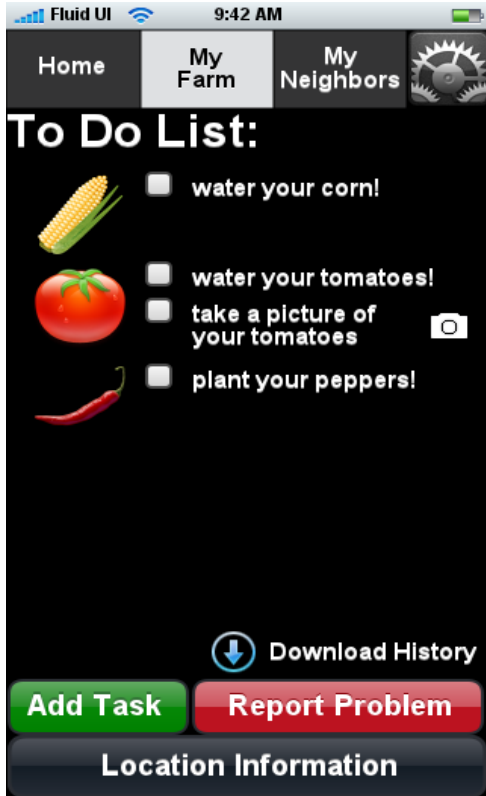 Fluid UI 9:42 AM
Home
My
Farm
My
Neighbors
To Do List:
water your corn!
water your tomatoes!
take a picture of
your tomatoes
plant your peppers!
Download History
Add Task
Report Problem
Location Information